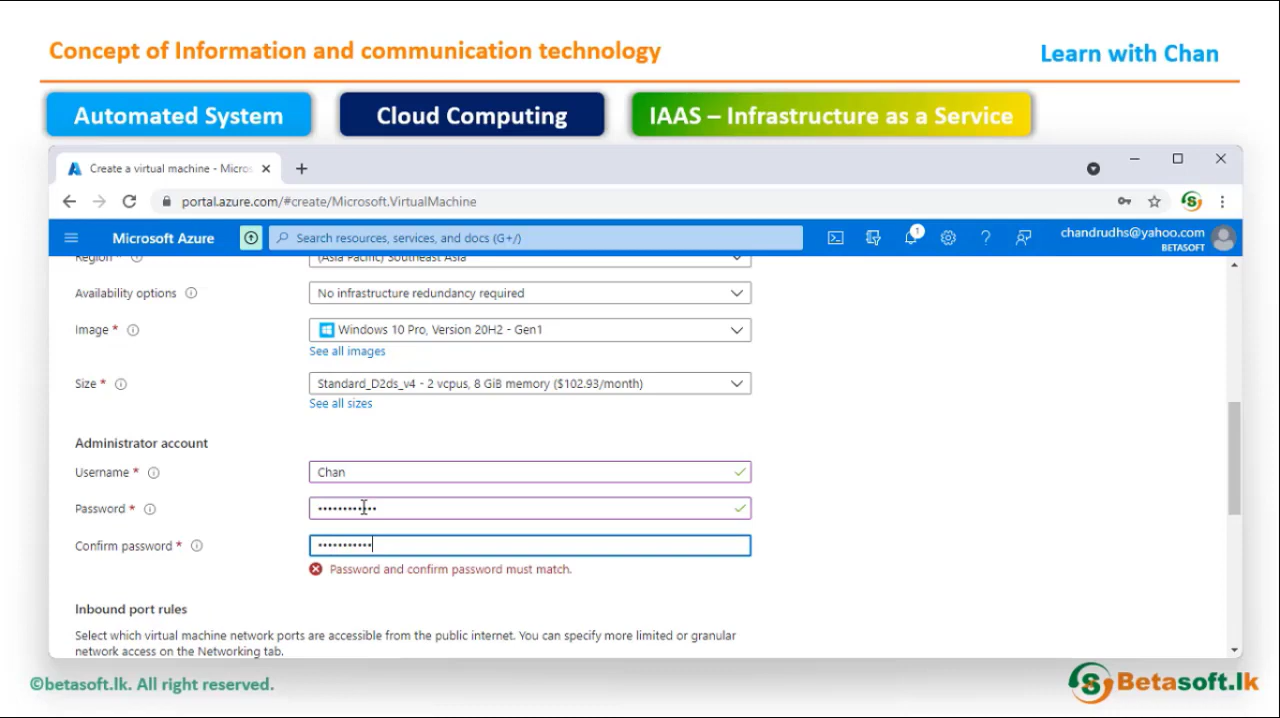 Concept of Information and communication technology
Learn with Chan
Automated System
Cloud Computing
IAAS – Infrastructure as a Service
Create a virtual machine - Micros
portal.azure.com/#create/Microsoft.VirtualMachine
Microsoft Azure
Search resources, services, and docs (G+/)
1
chandrudhs@yahoo.com
BETASOFT
Region *
(Asia Pacific) Southeast Asia
Availability options
No infrastructure redundancy required
Image *
Windows 10 Pro, Version 20H2 - Gen1
See all images
Size *
Standard_D2ds_v4 - 2 vcpus, 8 GiB memory ($102.93/month)
See all sizes
Administrator account
Username *
Chan
Password *
Confirm password *
Password and confirm password must match.
Inbound port rules
Select which virtual machine network ports are accessible from the public internet. You can specify more limited or granular
network access on the Networking tab.
©betasoft.lk. All right reserved.
Betasoft.lk